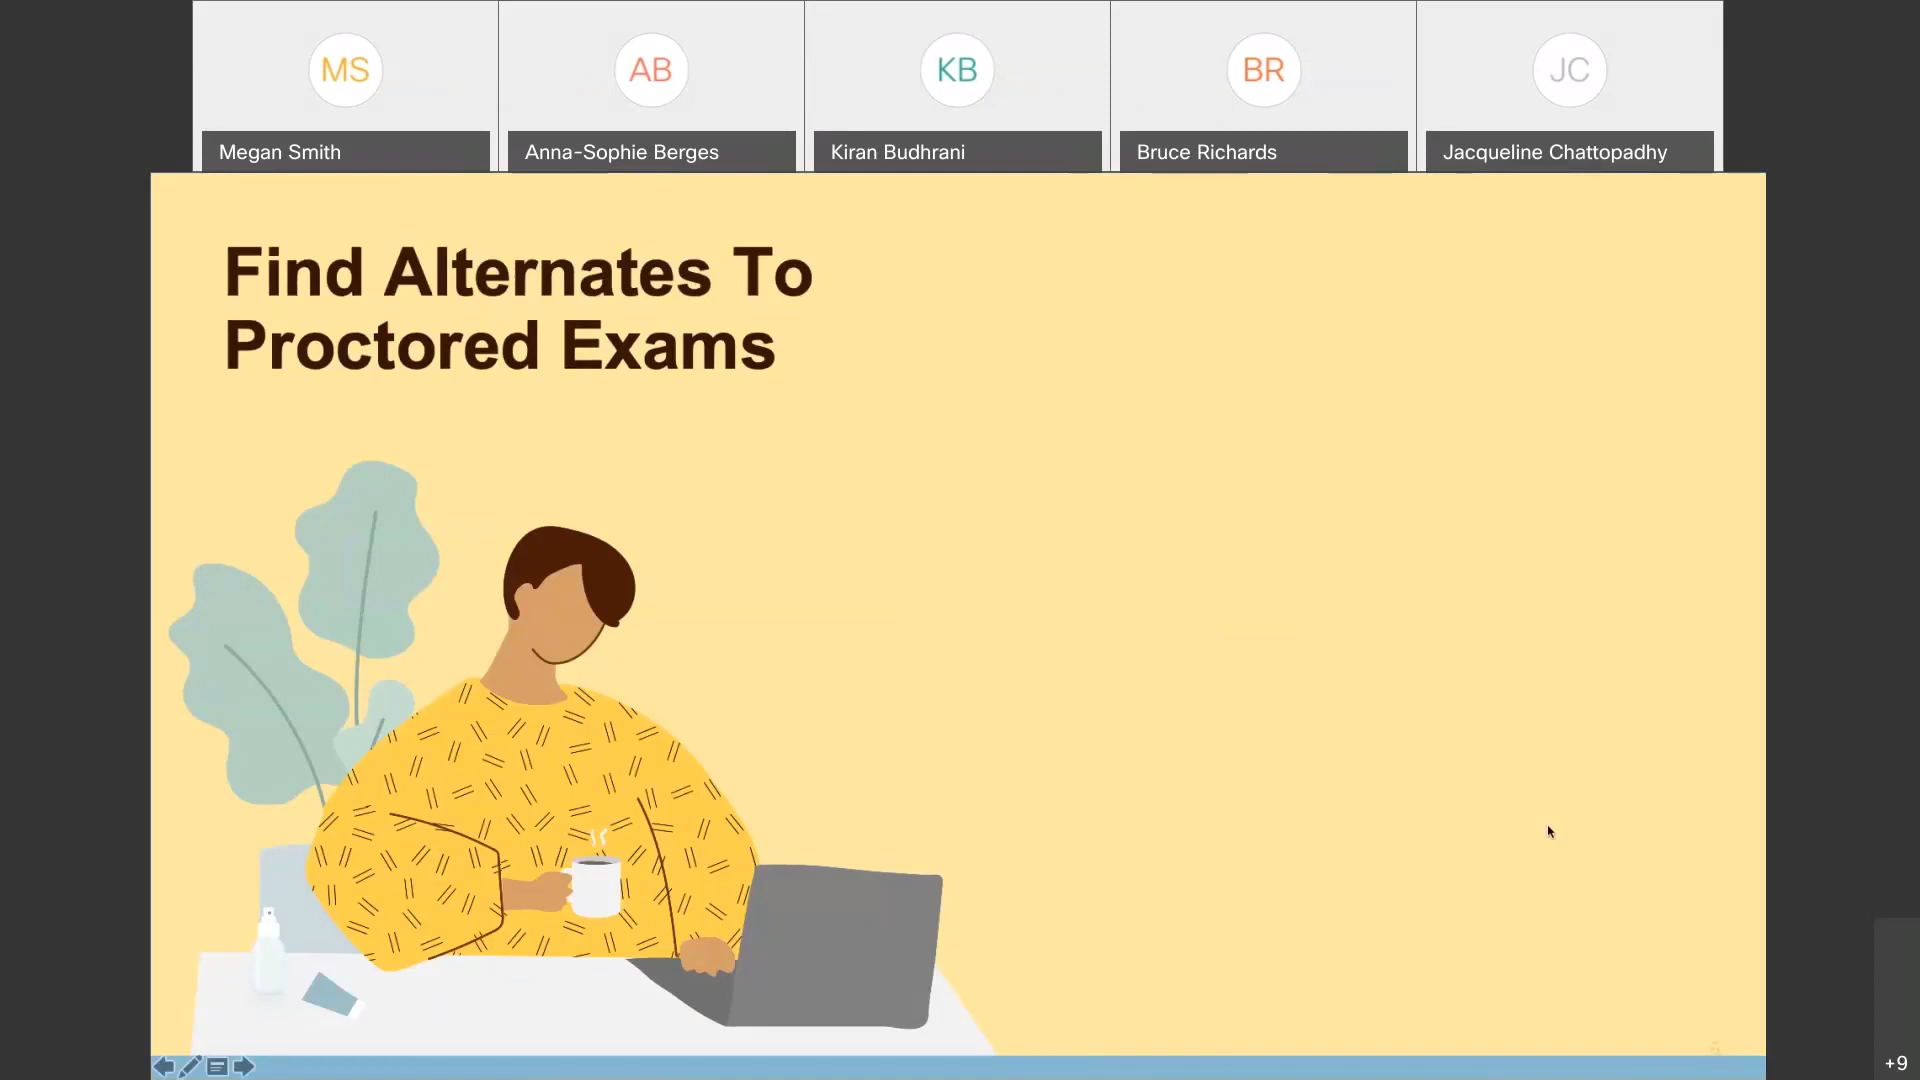 MS
AB
KB
BR
JC
Megan Smith
Anna-Sophie Berges
Kiran Budhrani
Bruce Richards
Jacqueline Chattopadhy
Find Alternates To
Proctored Exams
5
+9